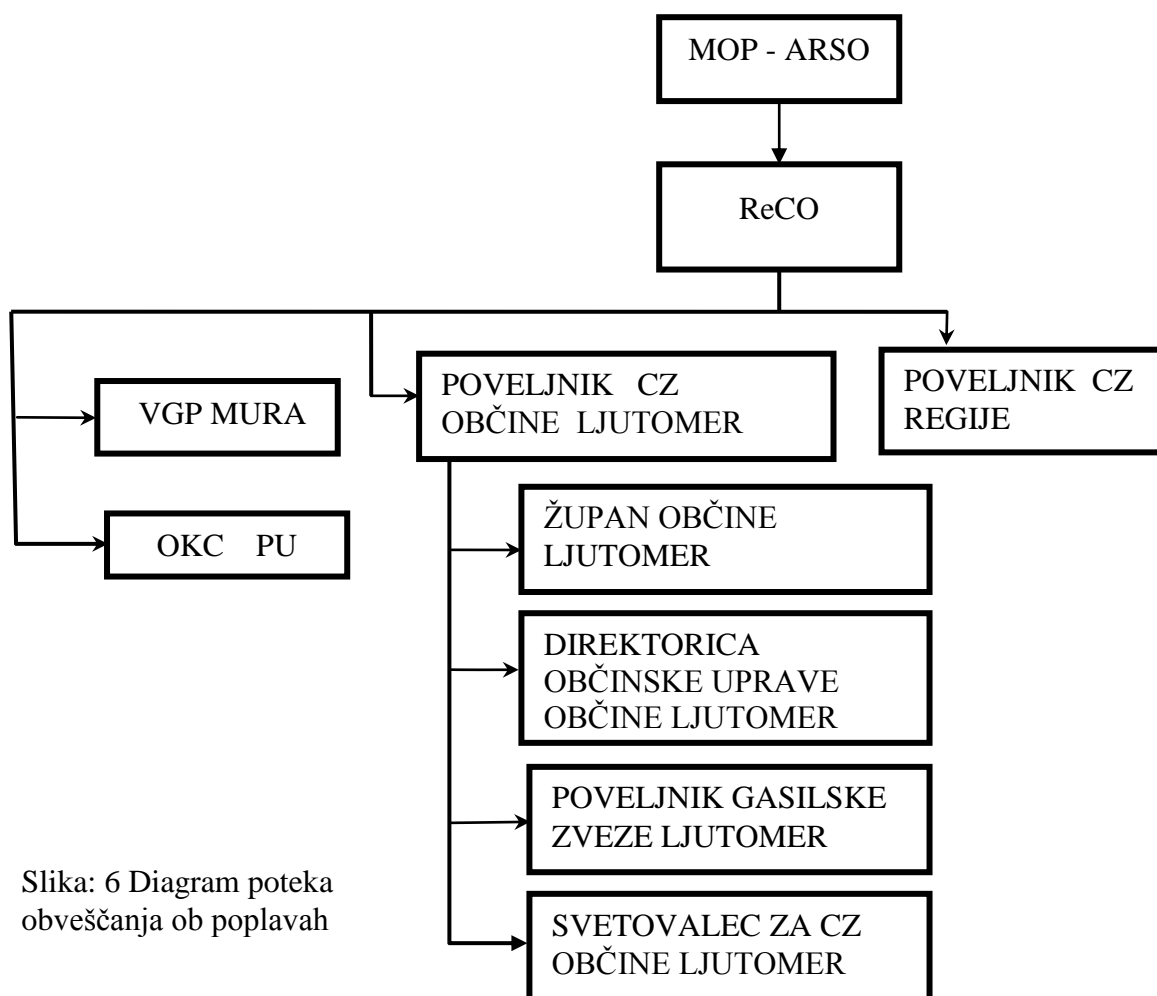 MOP - ARSO
ReCO
POVELJNIK CZ
OBČINE LJUTOMER
POVELJNIK CZ
REGIJE
VGP MURA
OKC PU
ŽUPAN OBČINE
LJUTOMER
DIREKTORICA
OBČINSKE UPRAVE
OBČINE LJUTOMER
POVELJNIK GASILSKE
ZVEZE LJUTOMER
SVETOVALEC ZA CZ
OBČINE LJUTOMER
Slika: 6 Diagram poteka
obveščanja ob poplavah